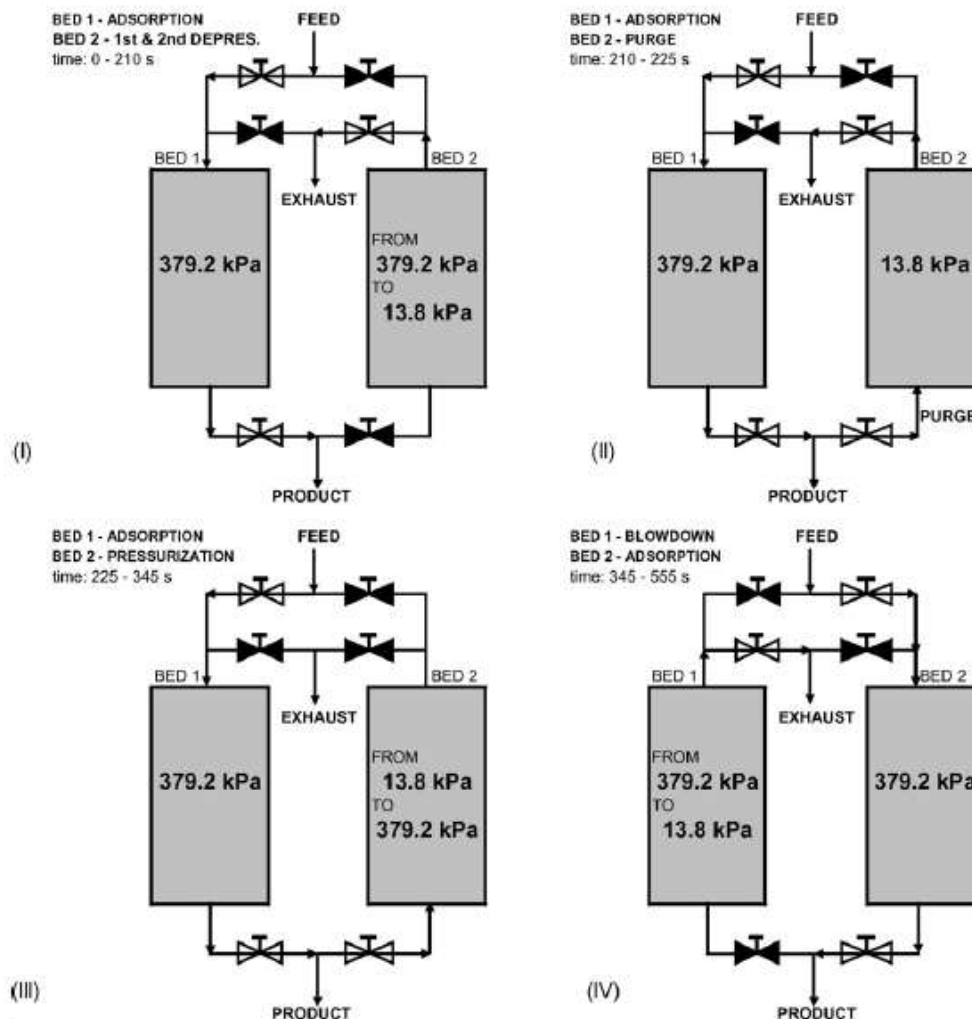 BED 1 - ADSORPTION
BED 2 - 1st & 2nd DEPRES.
time: 0 - 210 s
FEED
BED 1
BED 2
EXHAUST
379.2 kPa
FROM
379.2 kPa
TO
13.8 kPa
(I)
PRODUCT
BED 1 - ADSORPTION
BED 2 - PURGE
time: 210 - 225 s
FEED
BED 1
BED 2
EXHAUST
379.2 kPa
13.8 kPa
PURGE
(II)
PRODUCT
BED 1 - ADSORPTION
BED 2 - PRESSURIZATION
time: 225 - 345 s
FEED
BED 1
BED 2
EXHAUST
379.2 kPa
FROM
13.8 kPa
TO
379.2 kPa
(III)
PRODUCT
BED 1 - BLOWDOWN
BED 2 - ADSORPTION
time: 345 - 555 s
FEED
BED 1
BED 2
EXHAUST
FROM
379.2 kPa
TO
13.8 kPa
379.2 kPa
(IV)
PRODUCT